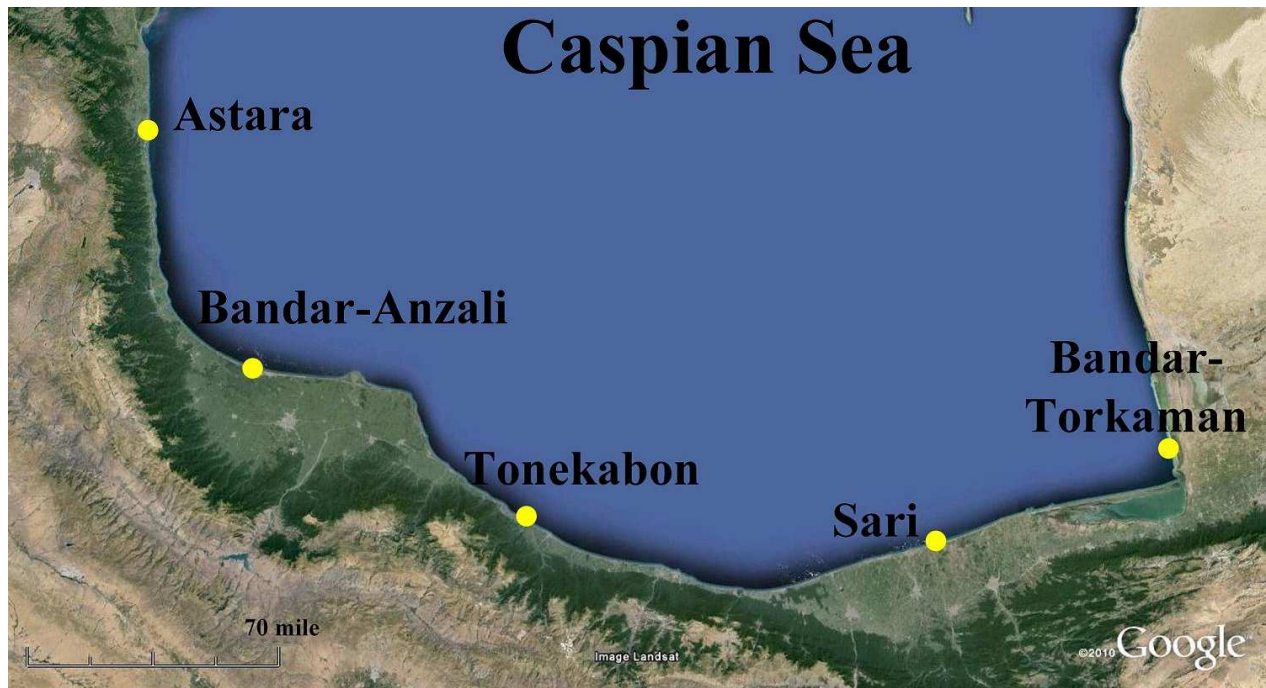 Caspian Sea
Astara
Bandar-Anzali
Bandar-
Torkaman
Tonekabon
Sari
70 mile
Image Landsat
©2010 Google